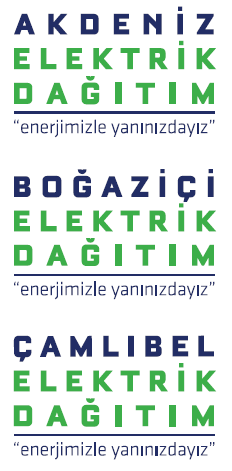 AKDENİZ
ELEKTRİK
DAĞITIM
“enerjimizle yanınızdayız”
BOĞAZİÇİ
ELEKTRİK
DAĞITIM
“enerjimizle yanınızdayız”
ÇAMLIBEL
ELEKTRİK
DAĞITIM
“enerjimizle yanınızdayız”